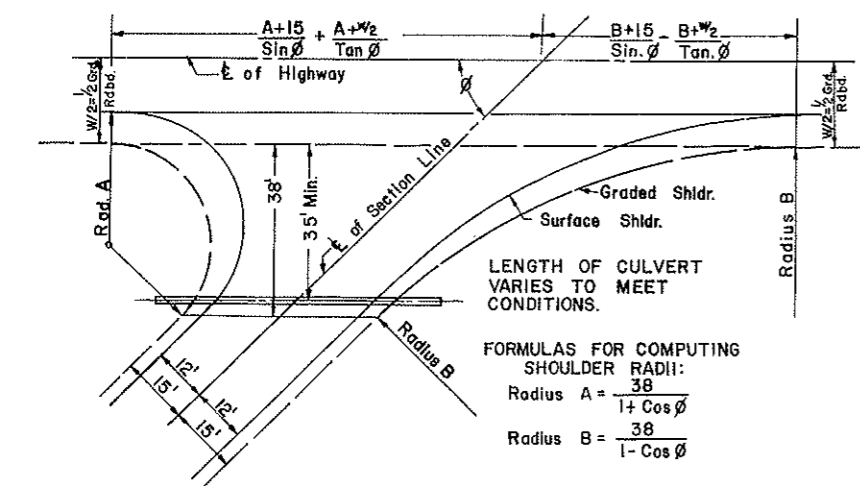 A+15/Sin Ø + A+W/2/Tan Ø
B+15/Sin. Ø - B+W/2/Tan. Ø
℄ of Highway
Ø
W/2=1/2 Grd.
Rdbd.
W/2=1/2 Grd.
Rdbd.
Rad. A
38'
35' Min.
℄ of Section Line
Graded Shldr.
Surface Shldr.
Radius B
LENGTH OF CULVERT
VARIES TO MEET
CONDITIONS.
Radius B
FORMULAS FOR COMPUTING
SHOULDER RADII:
Radius A = 38/1+ Cos Ø
Radius B = 38/1- Cos Ø
12'
15'
12'
15'